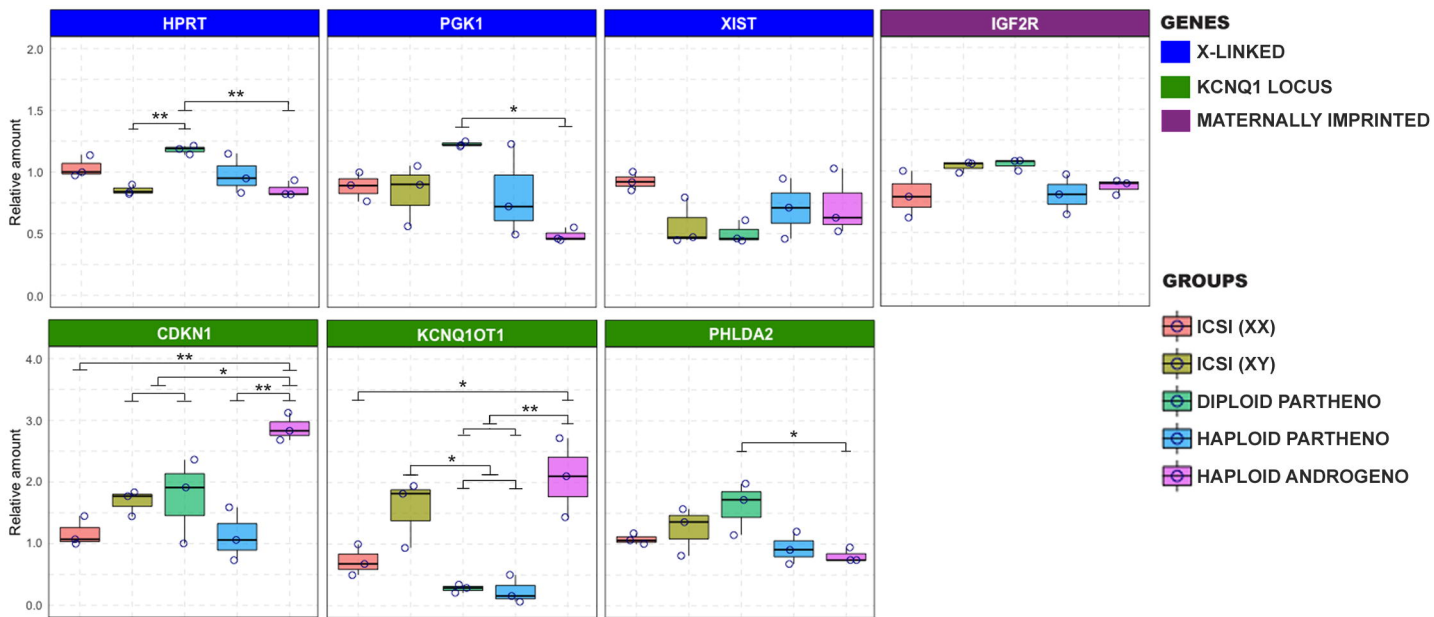 HPRT
PGK1
XIST
IGF2R
GENES
X-LINKED
KCNQ1 LOCUS
MATERNALLY IMPRINTED
Relative amount
2.0
1.5
1.0
0.5
0.0
**
**
*
GROUPS
ICSI (XX)
ICSI (XY)
DIPLOID PARTHENO
HAPLOID PARTHENO
HAPLOID ANDROGENO
CDKN1
KCNQ1OT1
PHLDA2
Relative amount
4.0
3.0
2.0
1.0
0.0
**
*
**
*
**
*
*